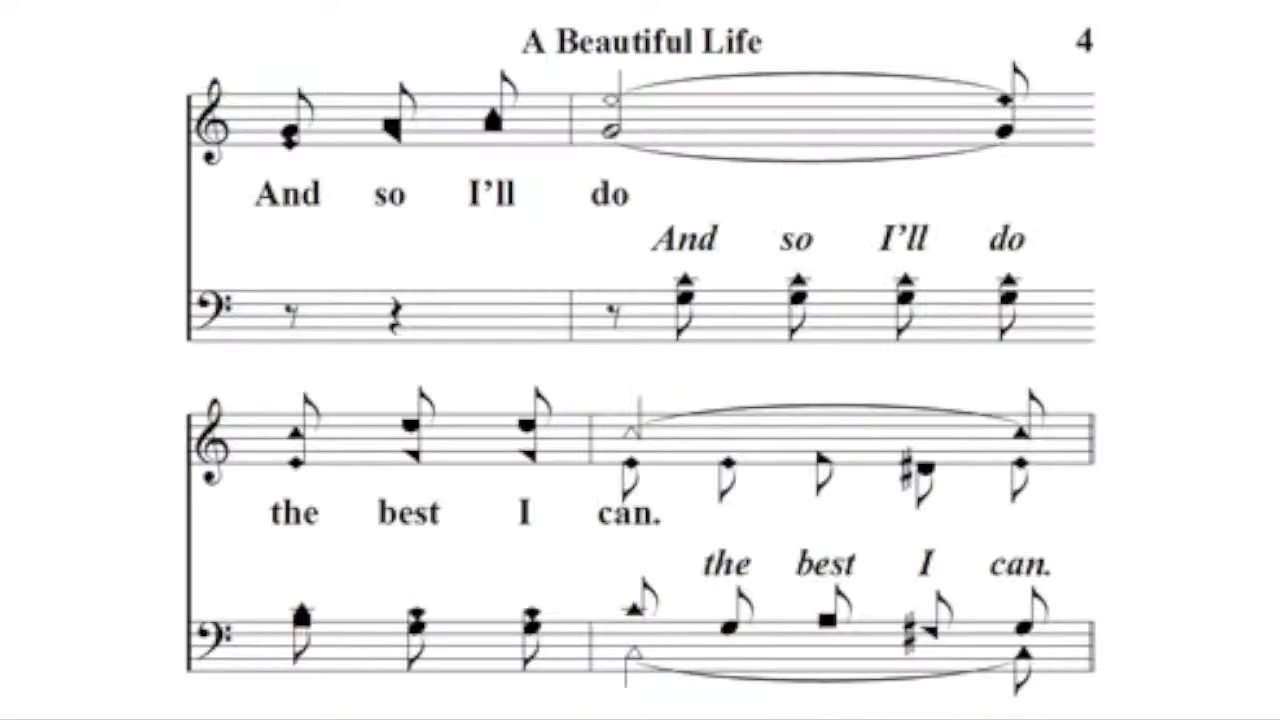 A Beautiful Life 4
And so I’ll do
And so I’ll do
the best I can.
the best I can.